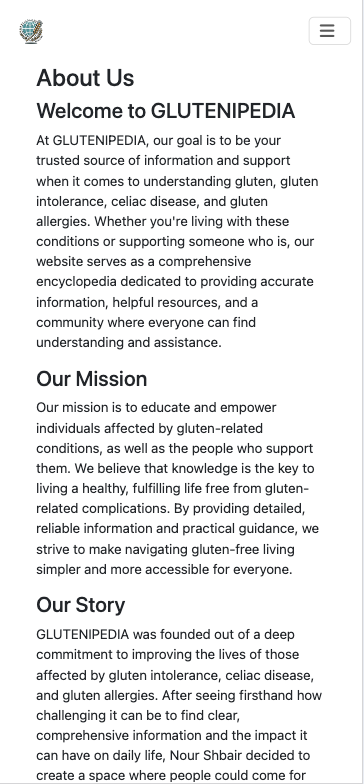 About Us
Welcome to GLUTENIPEDIA
At GLUTENIPEDIA, our goal is to be your
trusted source of information and support
when it comes to understanding gluten, gluten
intolerance, celiac disease, and gluten
allergies. Whether you're living with these
conditions or supporting someone who is, our
website serves as a comprehensive
encyclopedia dedicated to providing accurate
information, helpful resources, and a
community where everyone can find
understanding and assistance.
Our Mission
Our mission is to educate and empower
individuals affected by gluten-related
conditions, as well as the people who support
them. We believe that knowledge is the key to
living a healthy, fulfilling life free from gluten-
related complications. By providing detailed,
reliable information and practical guidance, we
strive to make navigating gluten-free living
simpler and more accessible for everyone.
Our Story
GLUTENIPEDIA was founded out of a deep
commitment to improving the lives of those
affected by gluten intolerance, celiac disease,
and gluten allergies. After seeing firsthand how
challenging it can be to find clear,
comprehensive information and the impact it
can have on daily life, Nour Shbair decided to
create a space where people could come for